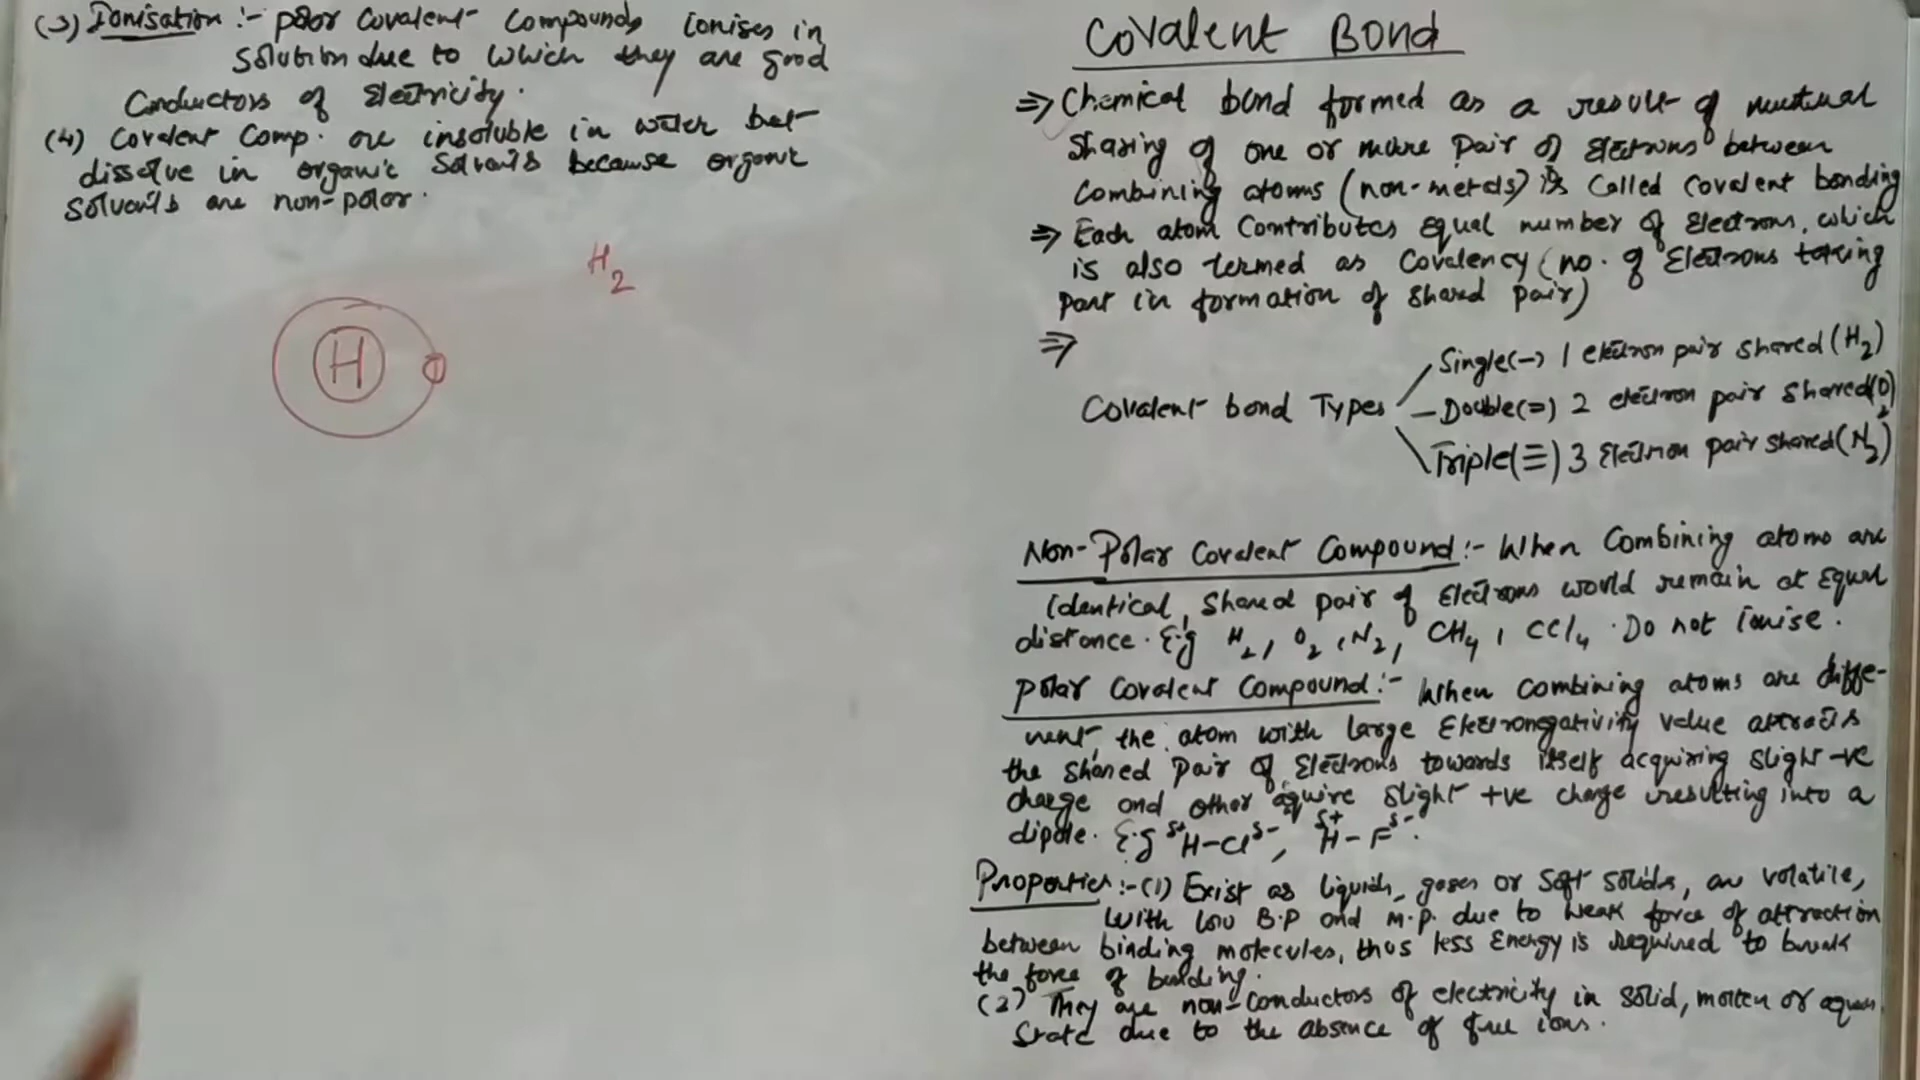 Covalent Bond
⇒ Chemical bond formed as a result of mutual
sharing of one or more pair of electrons between
combining atoms (non-metals) is called covalent bonding
⇒ Each atom contributes equal number of electrons, which
is also termed as covalency (no. of electrons taking
part in formation of shared pair)
⇒
Covalent bond Types
Single(-) 1 electron pair shared (H2)
Double(=) 2 electron pair shared(O2)
Triple(≡) 3 electron pair shared(N2)
Non-Polar Covalent Compound:- When combining atoms are
identical, shared pair of electrons would remain at equal
distance. E.g H2, O2, N2, CH4, CCl4. Do not ionise.
Polar Covalent Compound:- When combining atoms are diffe-
rent, the atom with large electronegativity value attracts
the shared pair of electrons towards itself acquiring slight -ve
charge and other aquire slight +ve charge resulting into a
dipole. E.g δ+H-Clδ-, δ+H-Fδ-.
Properties:-(1) Exist as liquids, gases or soft solids, are volatile,
with low B.P and M.P. due to weak force of attraction
between binding molecules, thus less energy is required to break
the force of binding.
(2) They are non-conductors of electricity in solid, molten or aqueous
state due to the absence of free ions.
(3) Ionisation:- polar covalent compounds ionises in
solution due to which they are good
conductors of electricity.
(4) Covalent Comp. are insoluble in water but
dissolve in organic solvents because organic
solvents are non-polar.
H2
H